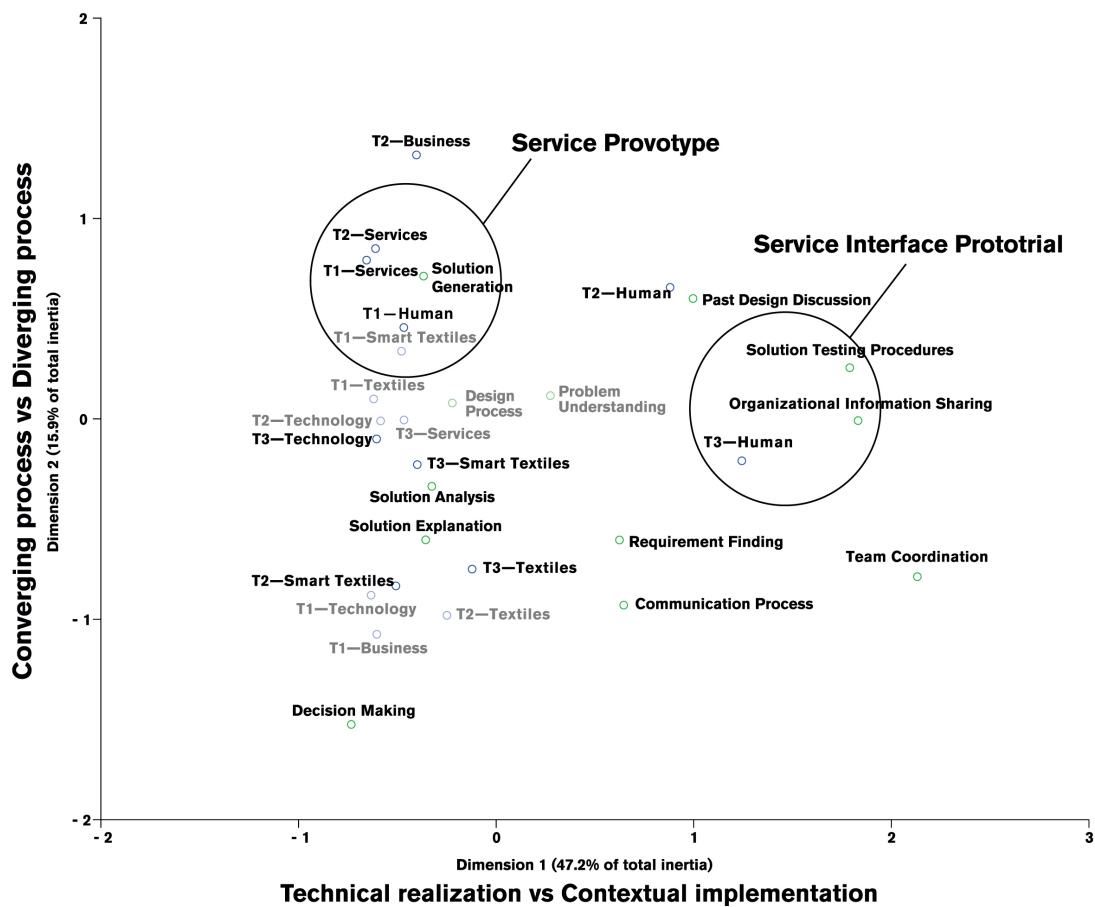 2
T2—Business
Service Provotype
1
T2—Services
Service Interface Prototrial
T1—Services
Solution
Generation
T2—Human
Past Design Discussion
T1—Human
T1—Smart Textiles
Solution Testing Procedures
T1—Textiles
Design
Process
Problem
Understanding
Organizational Information Sharing
0
T2—Technology
T3—Services
T3—Technology
T3—Human
T3—Smart Textiles
Solution Analysis
Solution Explanation
Requirement Finding
Team Coordination
T3—Textiles
T2—Smart Textiles
T1—Technology
Communication Process
- 1
T2—Textiles
T1—Business
Decision Making
- 2
- 2
- 1
0
1
2
3
Converging process vs Diverging process
Dimension 2 (15.9% of total inertia)
Dimension 1 (47.2% of total inertia)
Technical realization vs Contextual implementation